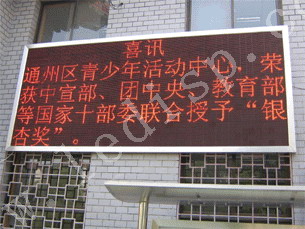 喜讯
通州区青少年活动中心 荣
获中宣部、团中央、教育部
等国家十部委联合授予“银
杏奖”。